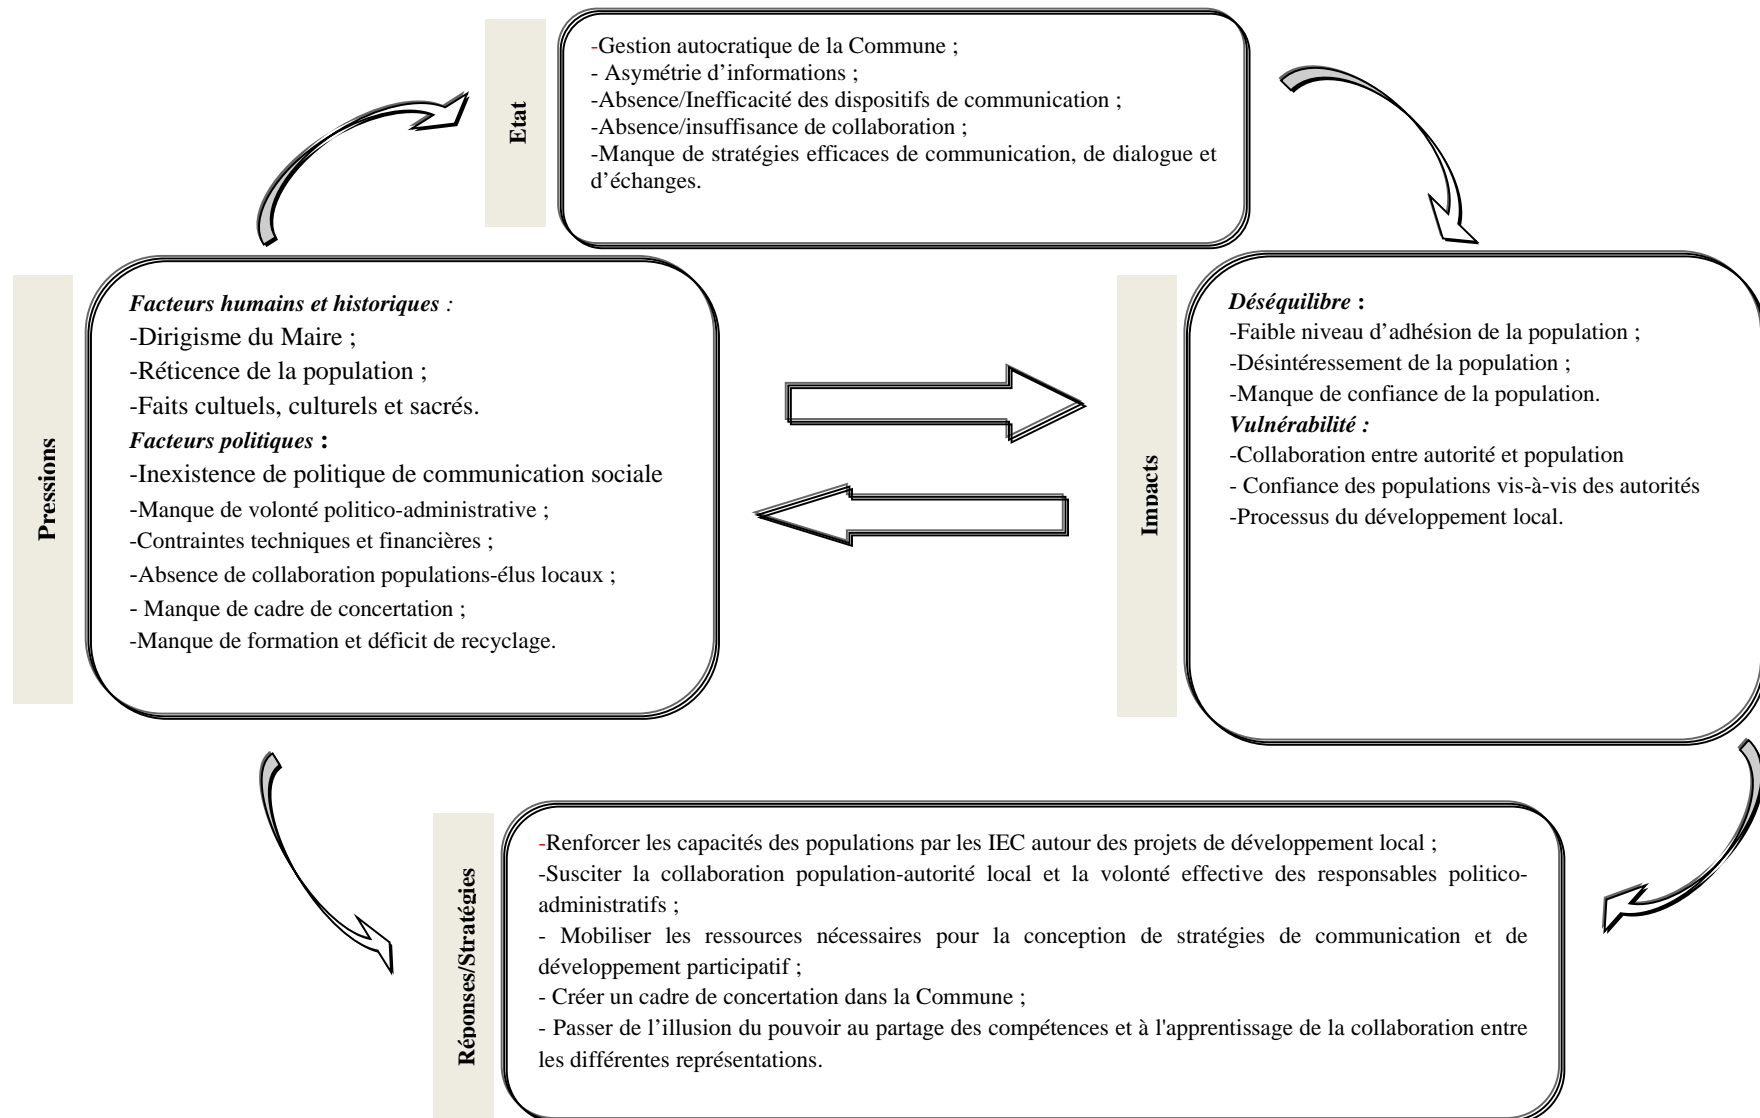 Etat
-Gestion autocratique de la Commune ;
- Asymétrie d’informations ;
-Absence/Inefficacité des dispositifs de communication ;
-Absence/insuffisance de collaboration ;
-Manque de stratégies efficaces de communication, de dialogue et
d’échanges.
Pressions
Facteurs humains et historiques :
-Dirigisme du Maire ;
-Réticence de la population ;
-Faits cultuels, culturels et sacrés.
Facteurs politiques :
-Inexistence de politique de communication sociale
-Manque de volonté politico-administrative ;
-Contraintes techniques et financières ;
-Absence de collaboration populations-élus locaux ;
- Manque de cadre de concertation ;
-Manque de formation et déficit de recyclage.
Impacts
Déséquilibre :
-Faible niveau d’adhésion de la population ;
-Désintéressement de la population ;
-Manque de confiance de la population.
Vulnérabilité :
-Collaboration entre autorité et population
- Confiance des populations vis-à-vis des autorités
-Processus du développement local.
Réponses/Stratégies
-Renforcer les capacités des populations par les IEC autour des projets de développement local ;
-Susciter la collaboration population-autorité local et la volonté effective des responsables politico-
administratifs ;
- Mobiliser les ressources nécessaires pour la conception de stratégies de communication et de
développement participatif ;
- Créer un cadre de concertation dans la Commune ;
- Passer de l’illusion du pouvoir au partage des compétences et à l'apprentissage de la collaboration entre
les différentes représentations.